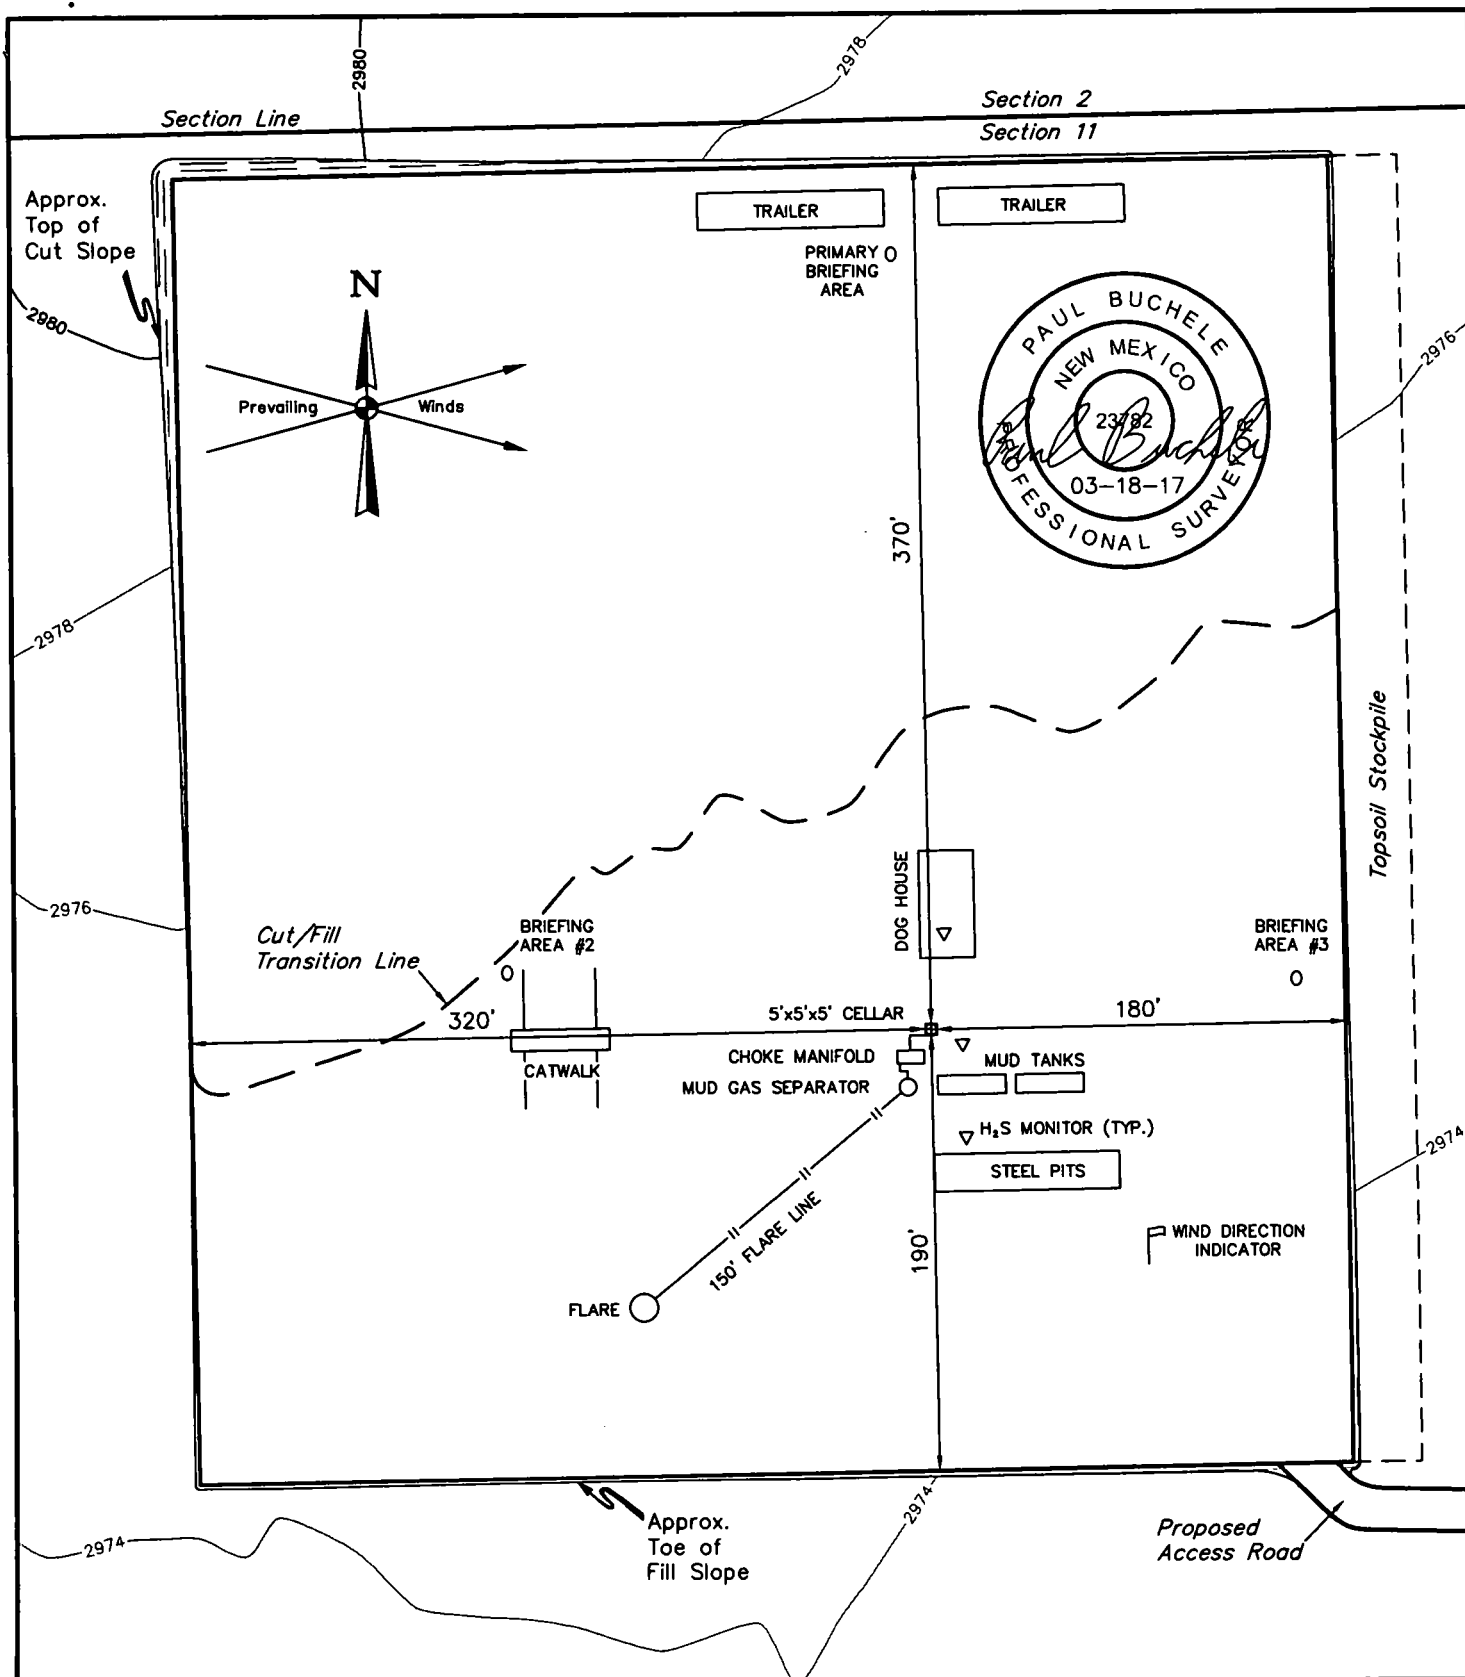 2980
2978
Section Line
Section 2
Section 11
Approx.
Top of
Cut Slope
TRAILER
TRAILER
PRIMARY
BRIEFING
AREA
N
Prevailing Winds
PAUL BUCHELE
NEW MEXICO
23782
Paul Buchele
03-18-17
PROFESSIONAL SURVEYOR
2980
2976
370'
2978
Topsoil Stockpile
2976
DOG HOUSE
Cut/Fill
Transition Line
BRIEFING
AREA #2
BRIEFING
AREA #3
320'
5'x5'x5' CELLAR
180'
CATWALK
CHOKE MANIFOLD
MUD GAS SEPARATOR
MUD TANKS
H₂S MONITOR (TYP.)
STEEL PITS
2974
150' FLARE LINE
190'
WIND DIRECTION
INDICATOR
FLARE
2974
Approx.
Toe of
Fill Slope
2974
Proposed
Access Road